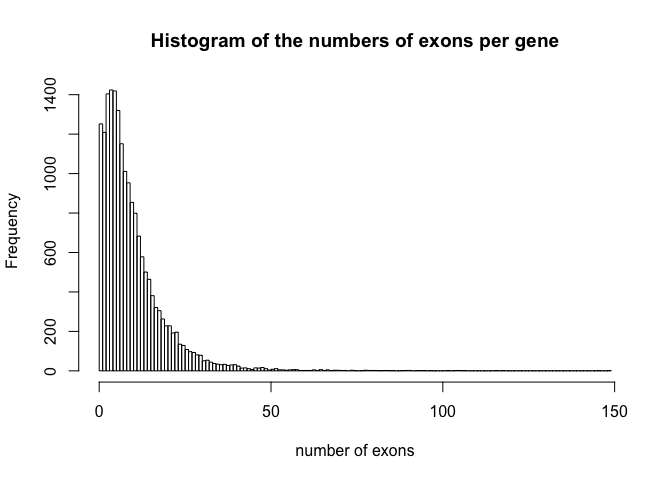 Histogram of the numbers of exons per gene
Frequency
1400
1000
600
200
0
0 50 100 150
number of exons